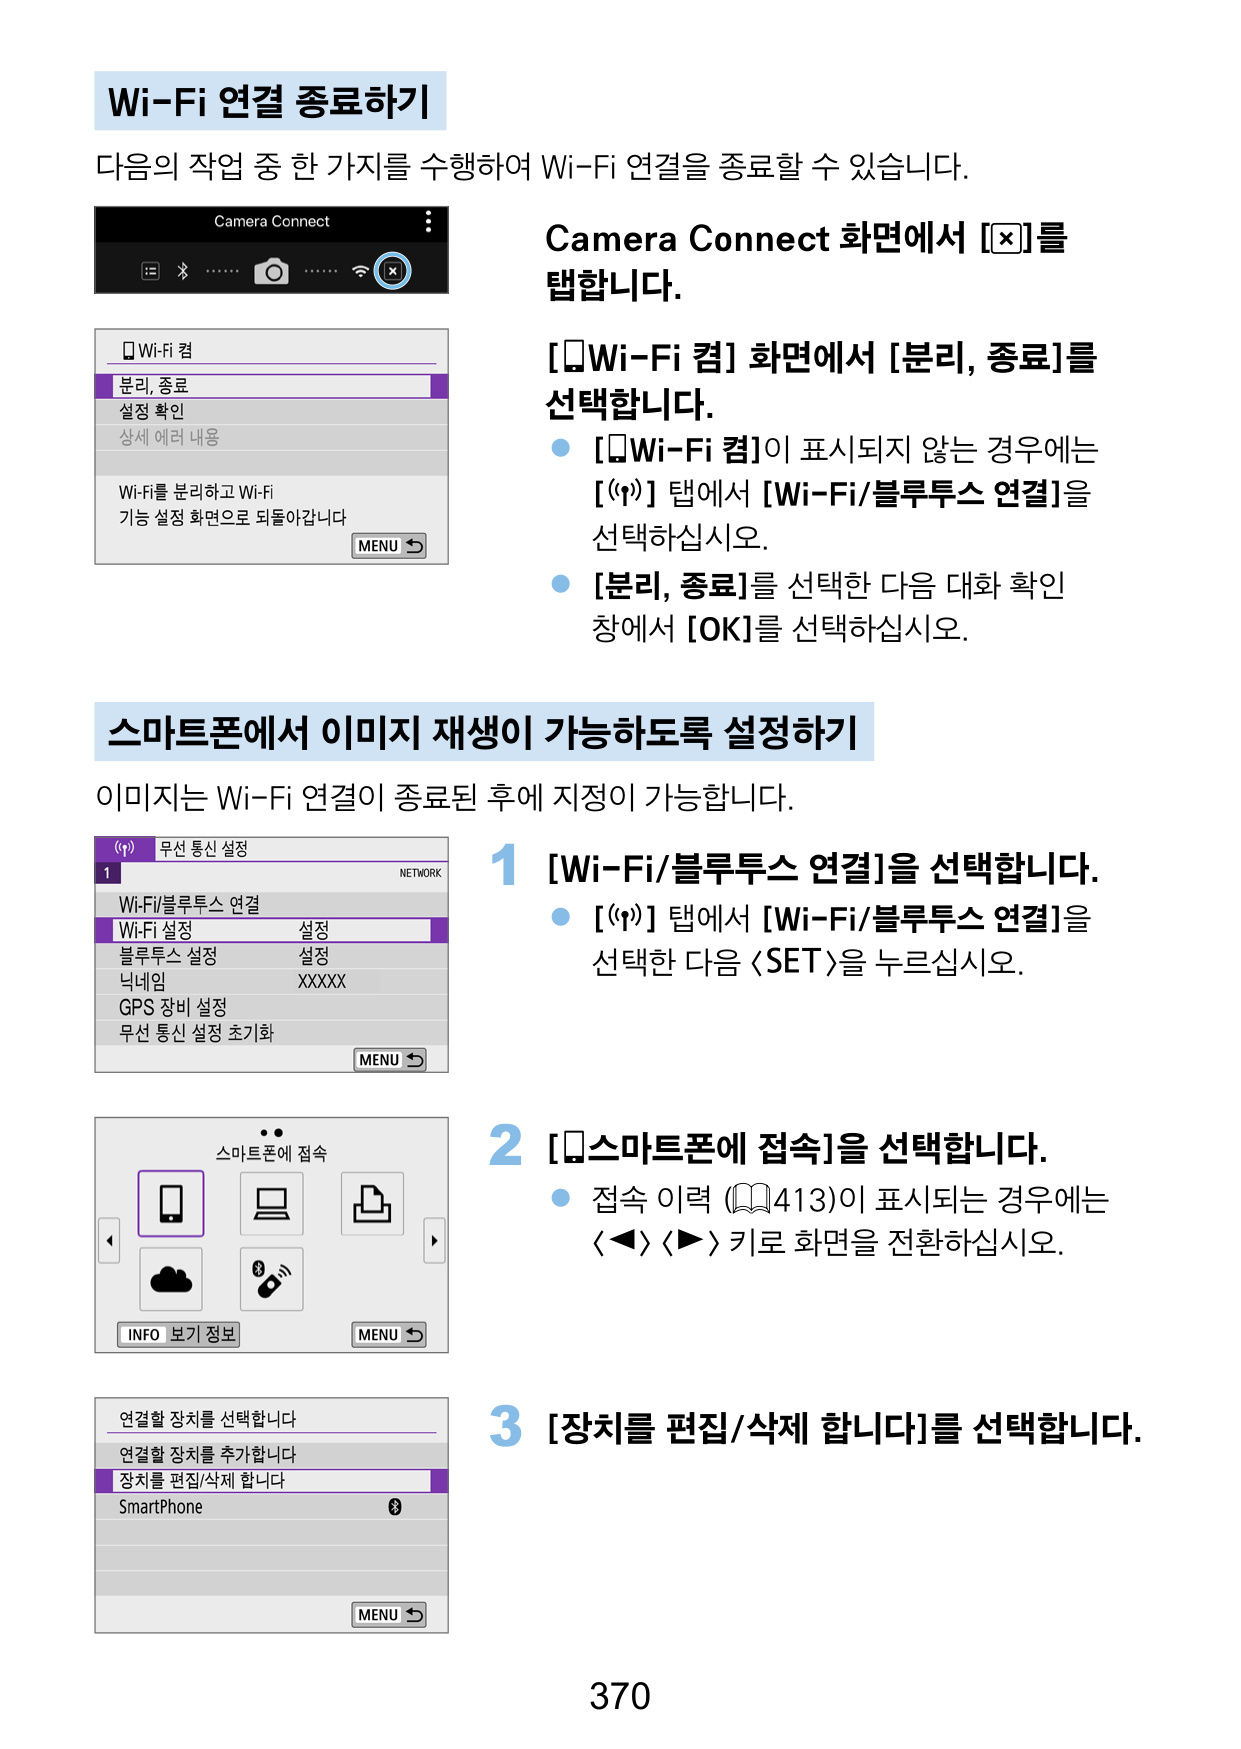 Wi-Fi 연결 종료하기
다음의 작업 중 한 가지를 수행하여 Wi-Fi 연결을 종료할 수 있습니다.
Camera Connect
Camera Connect 화면에서 [×]를
탭합니다.
Wi-Fi 켬
분리, 종료
설정 확인
상세 에러 내용
Wi-Fi를 분리하고 Wi-Fi
기능 설정 화면으로 되돌아갑니다
MENU
[Wi-Fi 켬] 화면에서 [분리, 종료]를
선택합니다.
● [Wi-Fi 켬]이 표시되지 않는 경우에는
[] 탭에서 [Wi-Fi/블루투스 연결]을
선택하십시오.
● [분리, 종료]를 선택한 다음 대화 확인
창에서 [OK]를 선택하십시오.
스마트폰에서 이미지 재생이 가능하도록 설정하기
이미지는 Wi-Fi 연결이 종료된 후에 지정이 가능합니다.
무선 통신 설정
1 NETWORK
Wi-Fi/블루투스 연결
Wi-Fi 설정 설정
블루투스 설정 설정
닉네임 XXXXX
GPS 장비 설정
무선 통신 설정 초기화
MENU
1 [Wi-Fi/블루투스 연결]을 선택합니다.
● [] 탭에서 [Wi-Fi/블루투스 연결]을
선택한 다음 <SET>을 누르십시오.
스마트폰에 접속
INFO 보기 정보 MENU
2 [스마트폰에 접속]을 선택합니다.
● 접속 이력 (413)이 표시되는 경우에는
<◀> <▶> 키로 화면을 전환하십시오.
연결할 장치를 선택합니다
연결할 장치를 추가합니다
장치를 편집/삭제 합니다
SmartPhone
MENU
3 [장치를 편집/삭제 합니다]를 선택합니다.
370